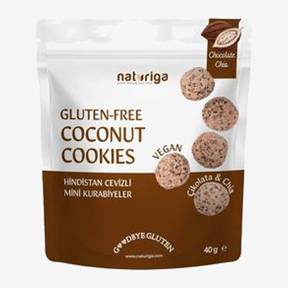 Chocolate
Chia
naturiga
GLUTEN-FREE
COCONUT
COOKIES
HİNDİSTAN CEVİZLİ
MİNİ KURABİYELER
VEGAN
Çikolata & Chia
GOODBYE GLUTEN
www.naturiga.com
40 g e